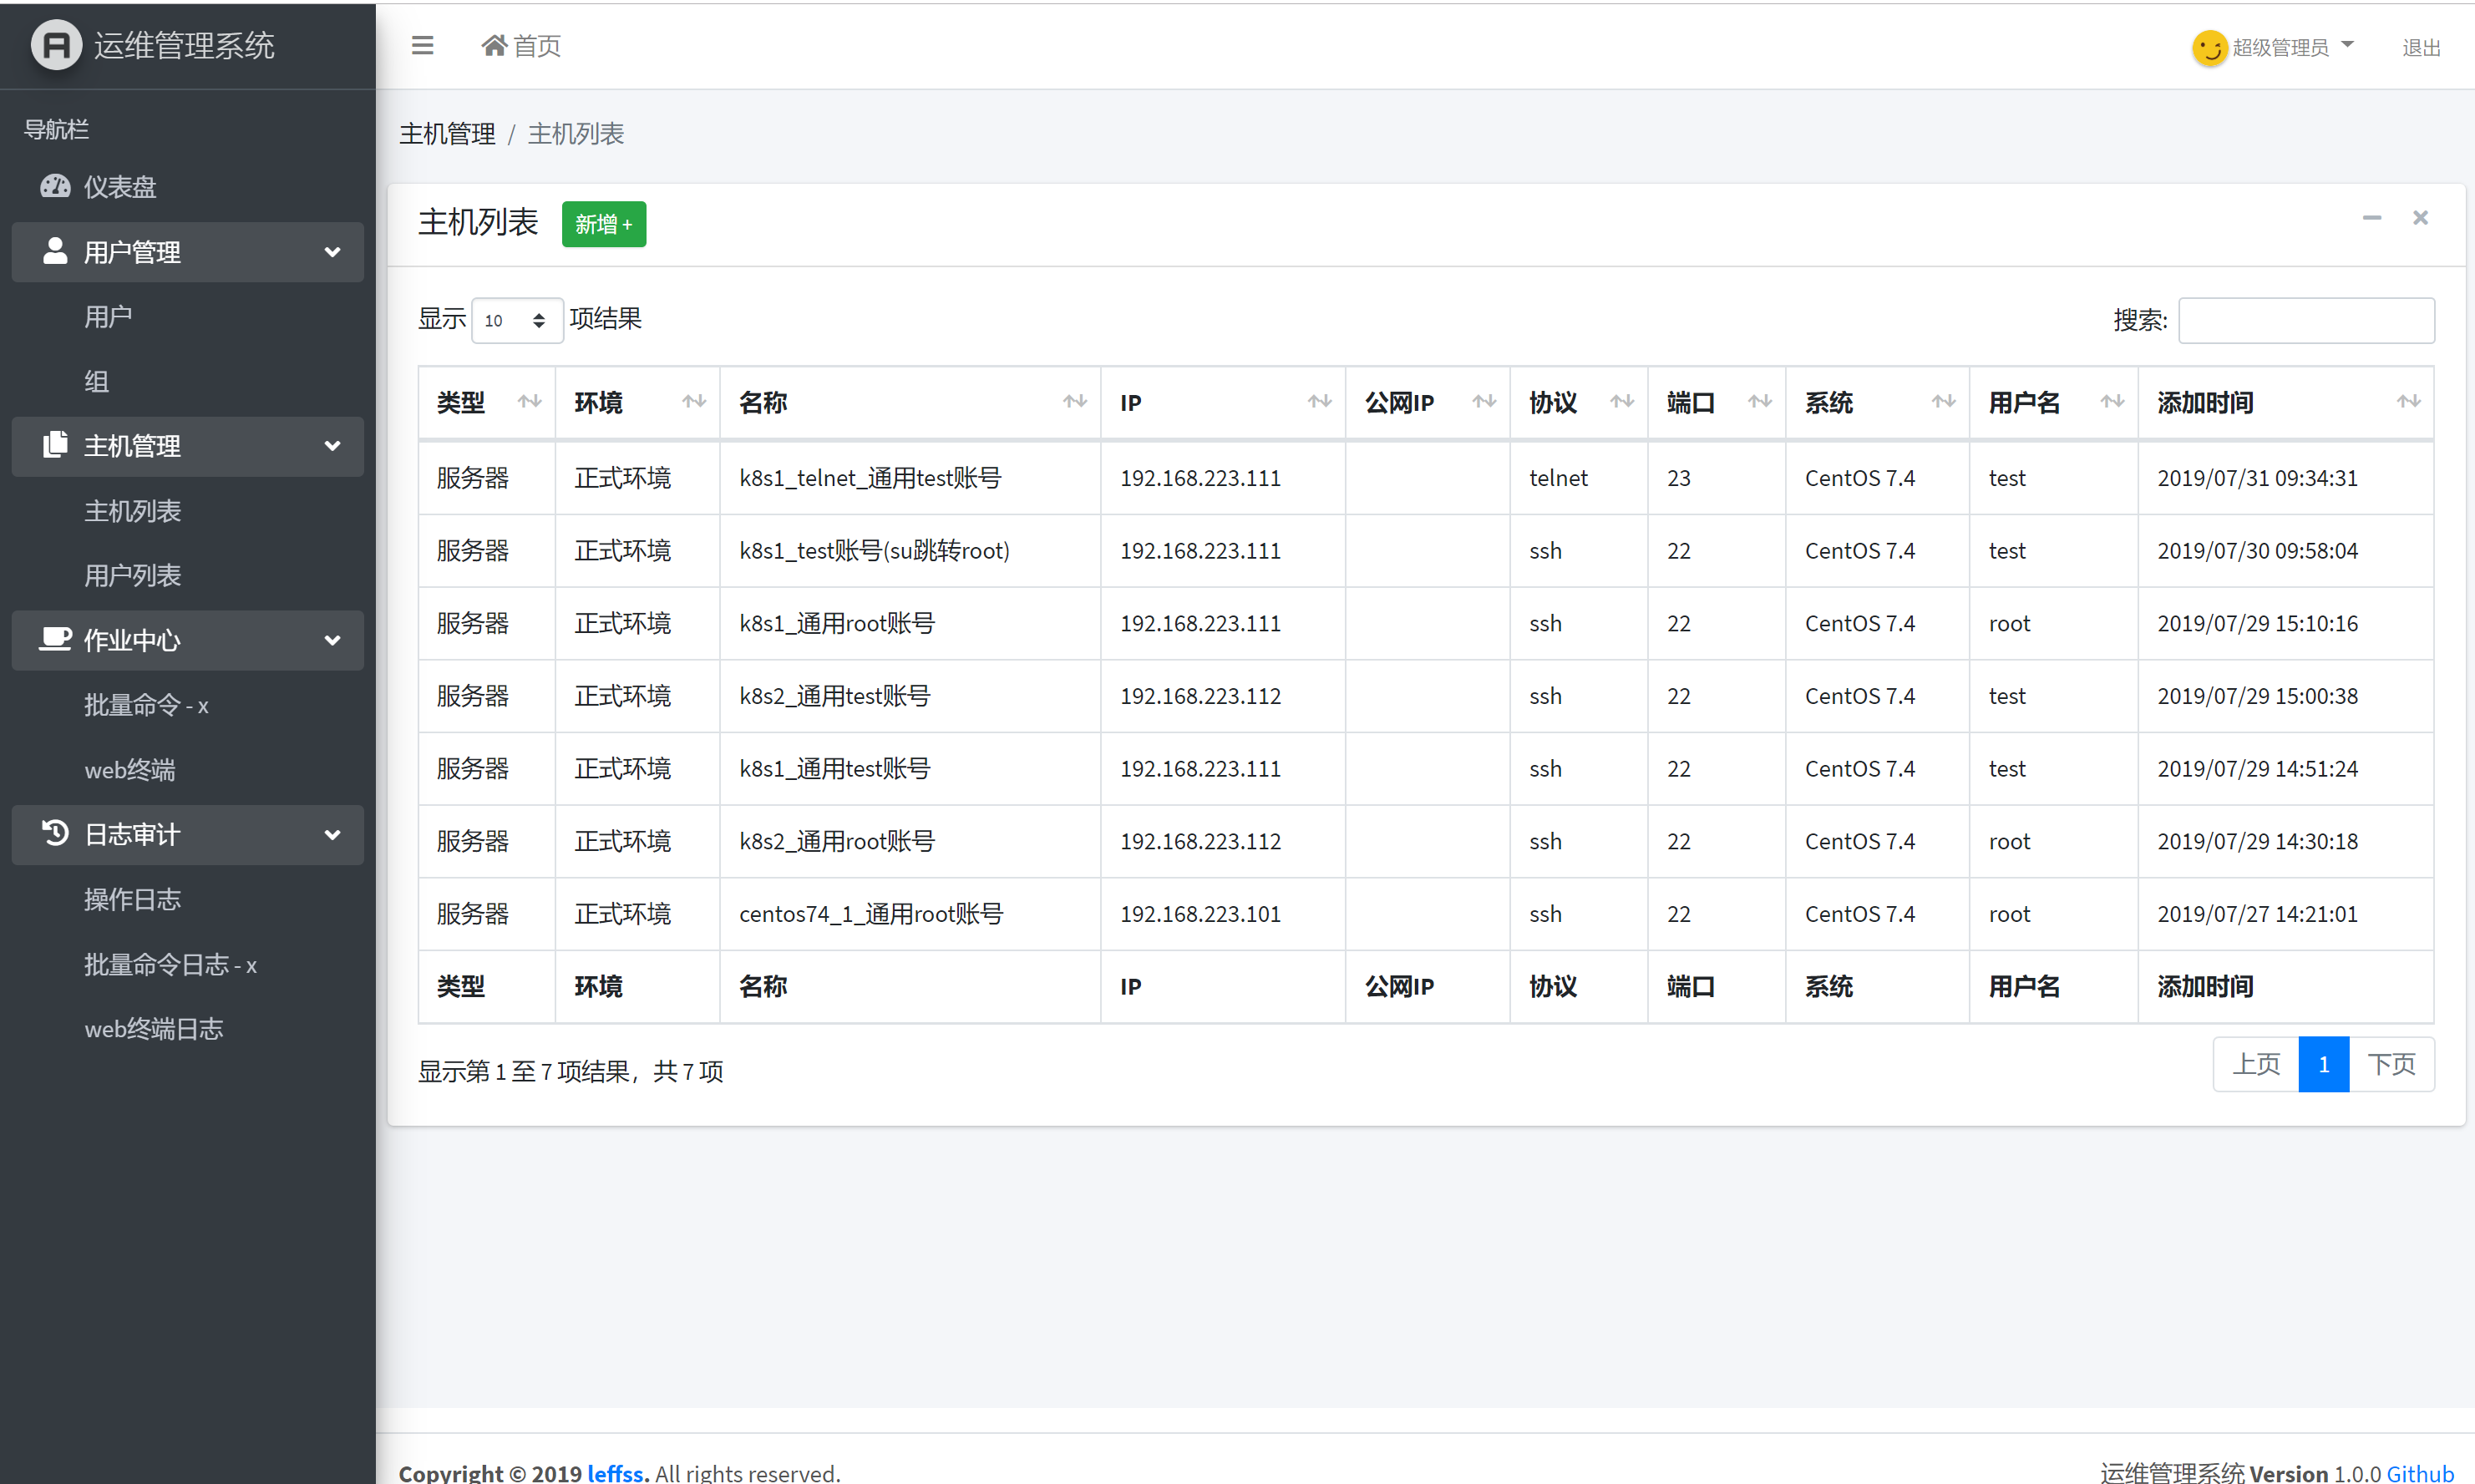 运维管理系统
首页
超级管理员
退出
导航栏
仪表盘
用户管理
用户
组
主机管理
主机列表
用户列表
作业中心
批量命令 - x
web终端
日志审计
操作日志
批量命令日志 - x
web终端日志
主机管理 / 主机列表
主机列表 新增 +
显示 10 项结果
搜索:
类型 环境 名称 IP 公网IP 协议 端口 系统 用户名 添加时间
服务器 正式环境 k8s1_telnet_通用test账号 192.168.223.111 telnet 23 CentOS 7.4 test 2019/07/31 09:34:31
服务器 正式环境 k8s1_test账号(su跳转root) 192.168.223.111 ssh 22 CentOS 7.4 test 2019/07/30 09:58:04
服务器 正式环境 k8s1_通用root账号 192.168.223.111 ssh 22 CentOS 7.4 root 2019/07/29 15:10:16
服务器 正式环境 k8s2_通用test账号 192.168.223.112 ssh 22 CentOS 7.4 test 2019/07/29 15:00:38
服务器 正式环境 k8s1_通用test账号 192.168.223.111 ssh 22 CentOS 7.4 test 2019/07/29 14:51:24
服务器 正式环境 k8s2_通用root账号 192.168.223.112 ssh 22 CentOS 7.4 root 2019/07/29 14:30:18
服务器 正式环境 centos74_1_通用root账号 192.168.223.101 ssh 22 CentOS 7.4 root 2019/07/27 14:21:01
类型 环境 名称 IP 公网IP 协议 端口 系统 用户名 添加时间
显示第 1 至 7 项结果，共 7 项
上页 1 下页
Copyright © 2019 leffss. All rights reserved.
运维管理系统 Version 1.0.0 Github